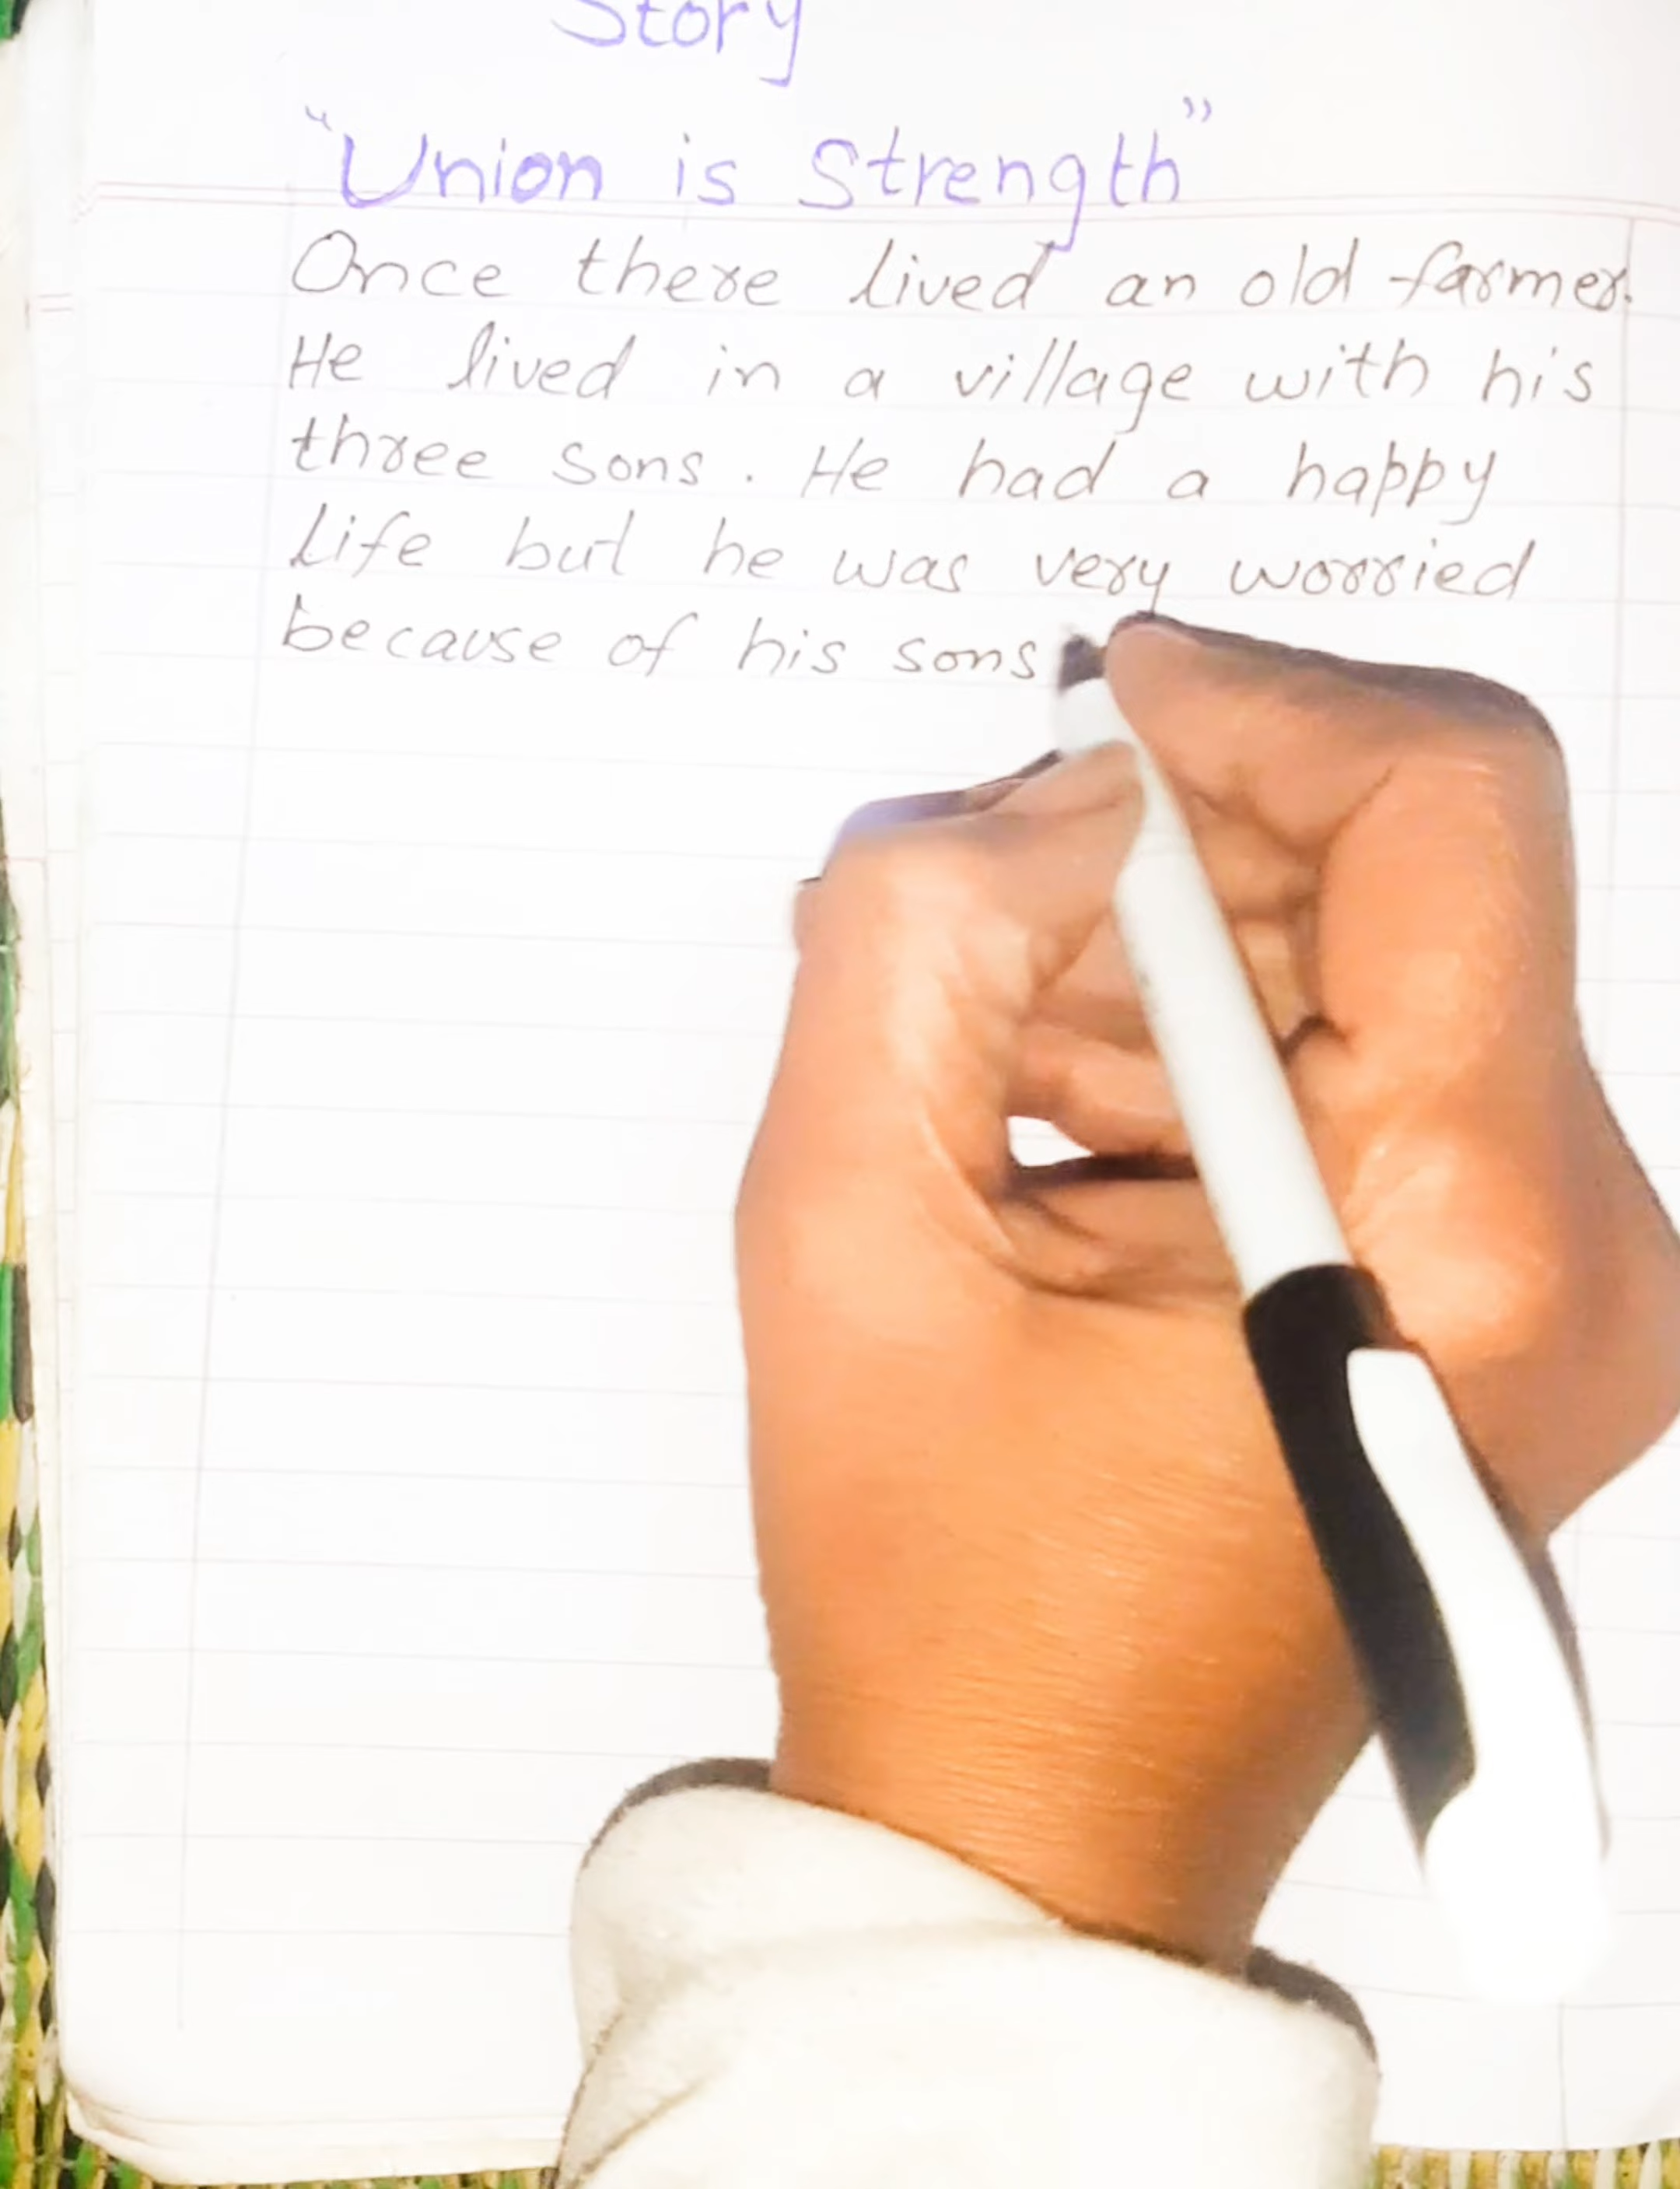 Story
"Union is Strength"
Once there lived an old farmer.
He lived in a village with his
three sons. He had a happy
Life but he was very worried
because of his sons